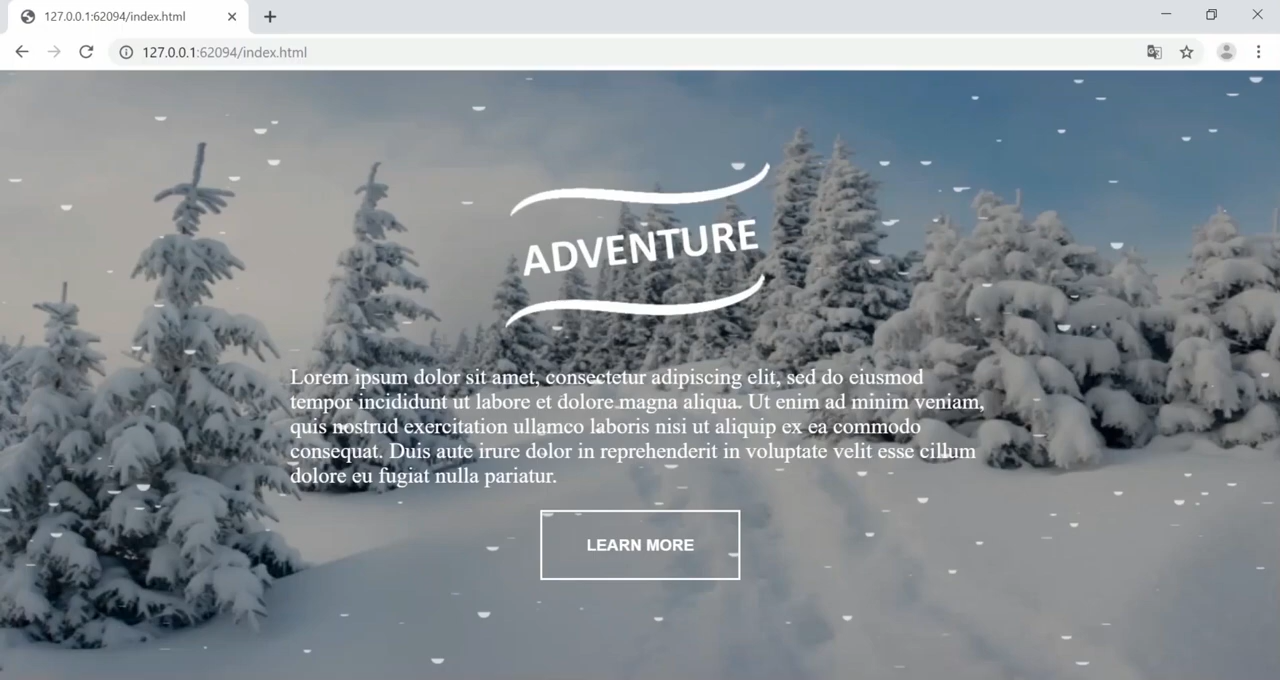 127.0.0.1:62094/index.html
127.0.0.1:62094/index.html
ADVENTURE
Lorem ipsum dolor sit amet, consectetur adipiscing elit, sed do eiusmod
tempor incididunt ut labore et dolore magna aliqua. Ut enim ad minim veniam,
quis nostrud exercitation ullamco laboris nisi ut aliquip ex ea commodo
consequat. Duis aute irure dolor in reprehenderit in voluptate velit esse cillum
dolore eu fugiat nulla pariatur.
LEARN MORE